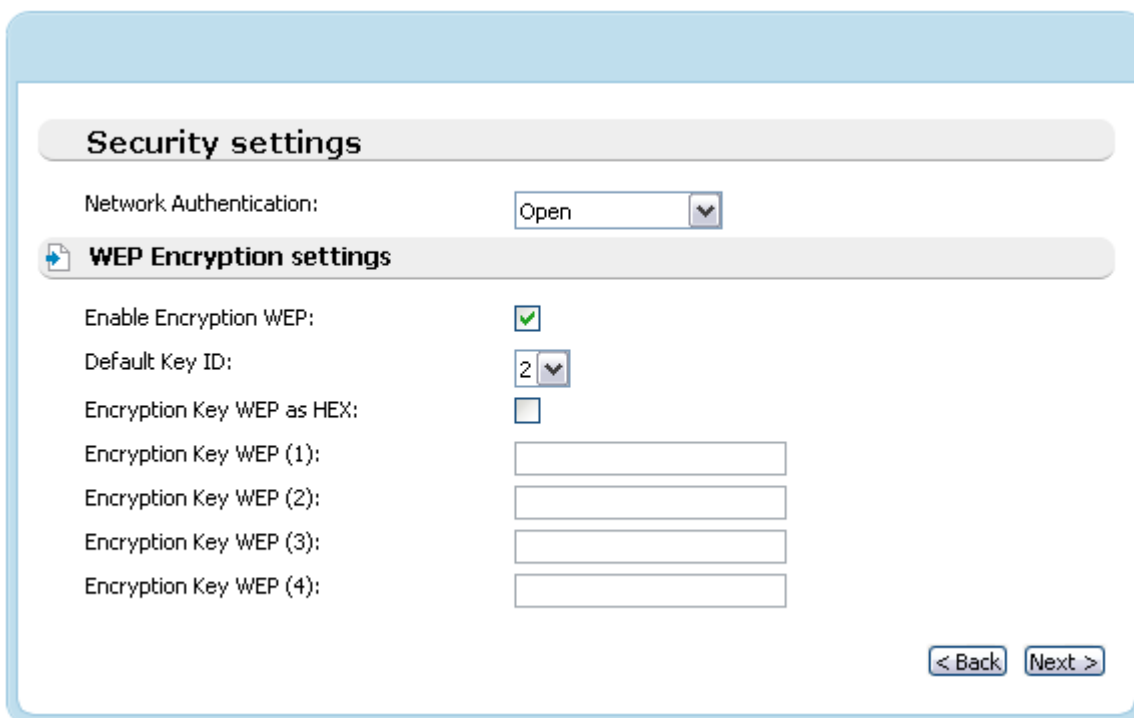 Security settings
Network Authentication: Open
WEP Encryption settings
Enable Encryption WEP:
Default Key ID: 2
Encryption Key WEP as HEX:
Encryption Key WEP (1):
Encryption Key WEP (2):
Encryption Key WEP (3):
Encryption Key WEP (4):
< Back Next >